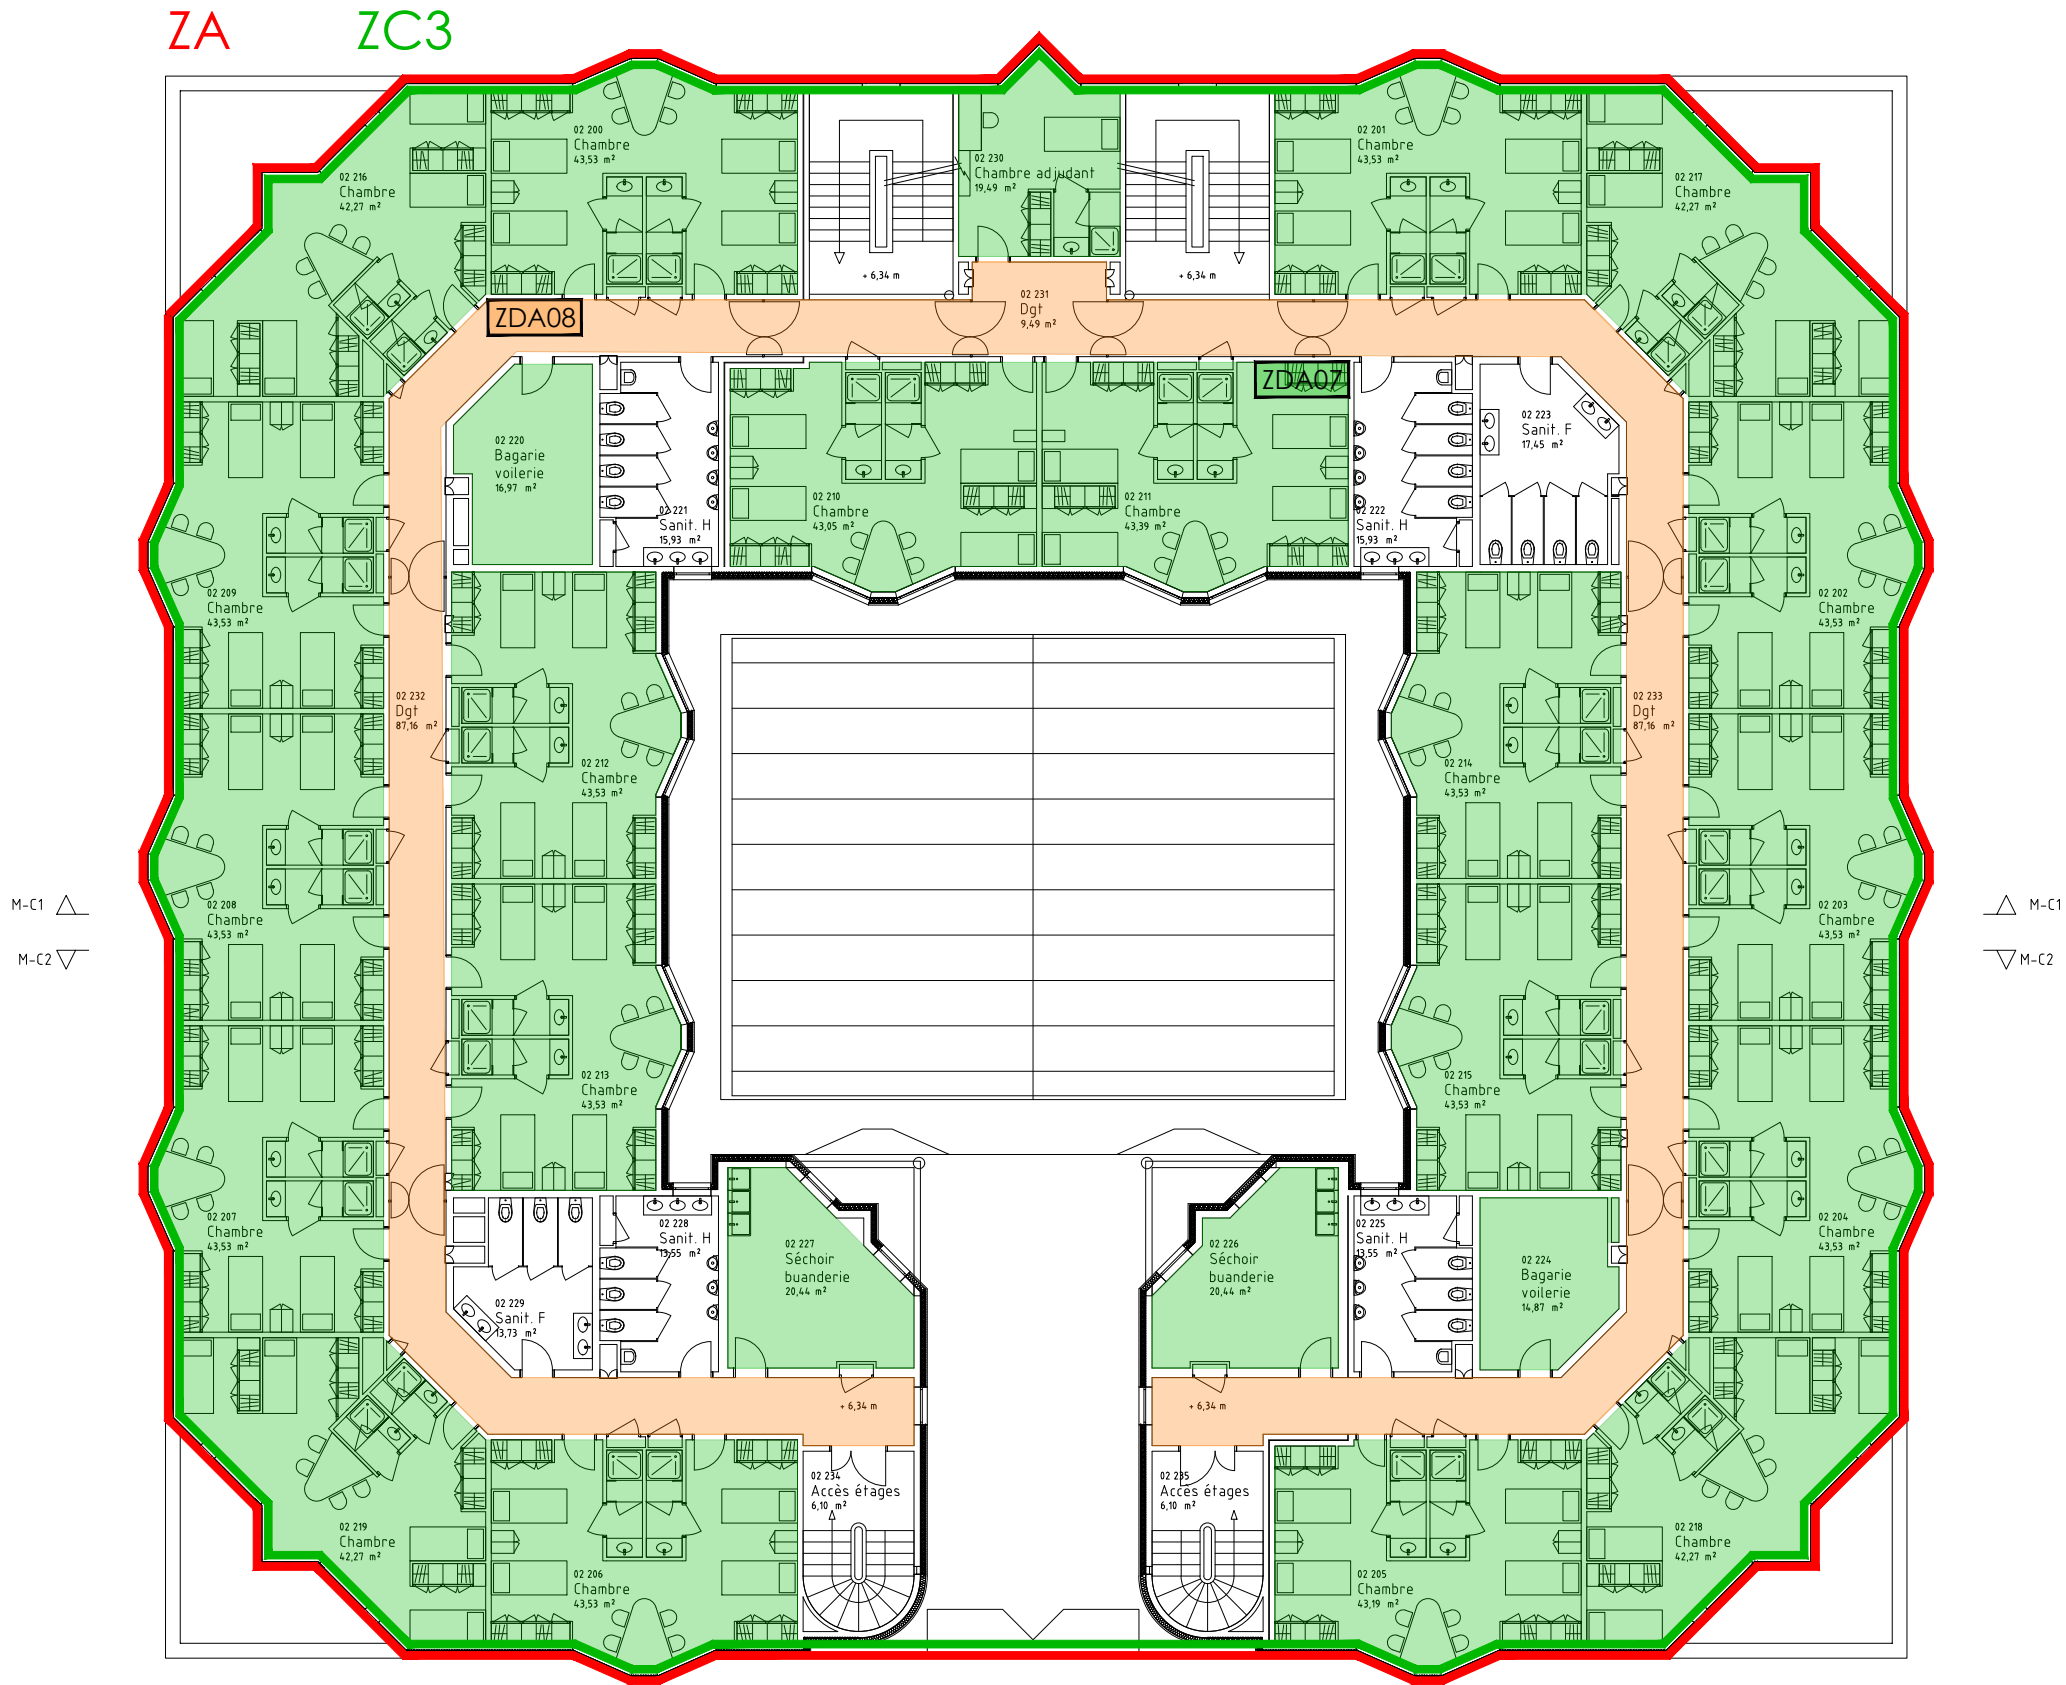 ZA ZC3
02 200
Chambre
43,53 m²
02 201
Chambre
43,53 m²
02 230
Chambre adjudant
19,49 m²
02 216
Chambre
42,27 m²
02 217
Chambre
42,27 m²
+ 6,34 m
+ 6,34 m
02 231
Dgt
9,49 m²
ZDA08
ZDA07
02 220
Bagarie
voilerie
16,97 m²
02 223
Sanit. F
17,45 m²
02 221
Sanit. H
15,93 m²
02 210
Chambre
43,05 m²
02 211
Chambre
43,39 m²
02 222
Sanit. H
15,93 m²
02 209
Chambre
43,53 m²
02 202
Chambre
43,53 m²
02 232
Dgt
87,16 m²
02 233
Dgt
87,16 m²
02 212
Chambre
43,53 m²
02 214
Chambre
43,53 m²
M-C1
M-C2
02 208
Chambre
43,53 m²
02 203
Chambre
43,53 m²
M-C1
M-C2
02 213
Chambre
43,53 m²
02 215
Chambre
43,53 m²
02 207
Chambre
43,53 m²
02 228
Sanit. H
13,55 m²
02 227
Séchoir
buanderie
20,44 m²
02 226
Séchoir
buanderie
20,44 m²
02 225
Sanit. H
13,55 m²
02 224
Bagarie
voilerie
14,87 m²
02 204
Chambre
43,53 m²
02 229
Sanit. F
13,73 m²
+ 6,34 m
+ 6,34 m
02 234
Accès étages
6,10 m²
02 235
Accès étages
6,10 m²
02 219
Chambre
42,27 m²
02 218
Chambre
42,27 m²
02 206
Chambre
43,53 m²
02 205
Chambre
43,19 m²